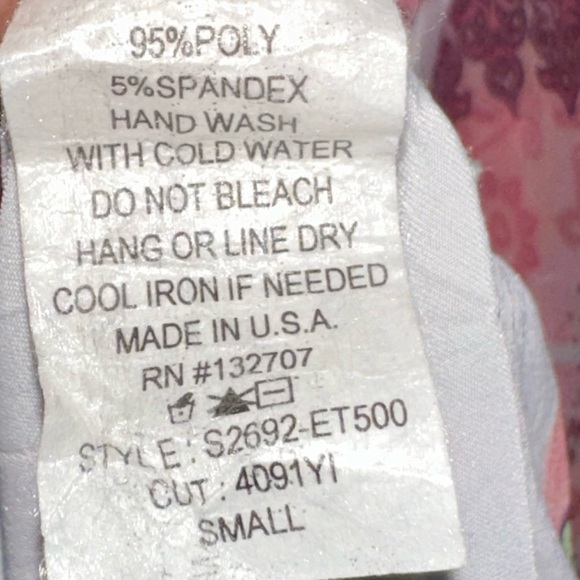 95%POLY
5%SPANDEX
HAND WASH
WITH COLD WATER
DO NOT BLEACH
HANG OR LINE DRY
COOL IRON IF NEEDED
MADE IN U.S.A.
RN #132707
STYLE: S2692-ET500
CUT : 4091YI
SMALL